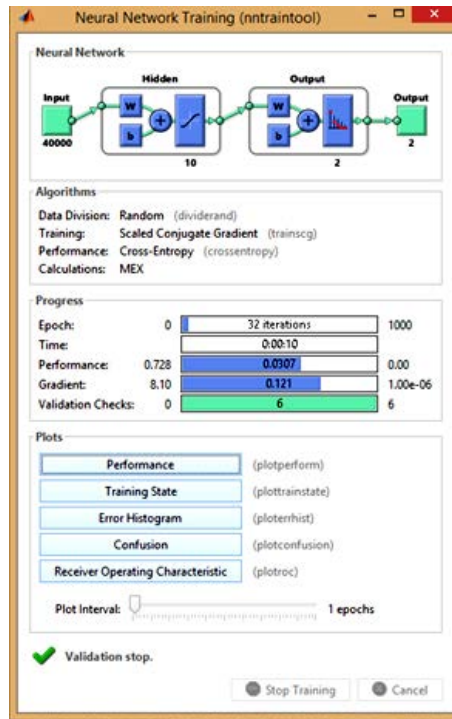 Neural Network Training (nntraintool)
Neural Network
Hidden Output
Input Output
W W
b b
40000 2
10 2
Algorithms
Data Division: Random (dividerand)
Training: Scaled Conjugate Gradient (trainscg)
Performance: Cross-Entropy (crossentropy)
Calculations: MEX
Progress
Epoch: 0 32 iterations 1000
Time: 0:00:10
Performance: 0.728 0.0307 0.00
Gradient: 8.10 0.121 1.00e-06
Validation Checks: 0 6 6
Plots
Performance (plotperform)
Training State (plottrainstate)
Error Histogram (ploterrhist)
Confusion (plotconfusion)
Receiver Operating Characteristic (plotroc)
Plot Interval: 1 epochs
Validation stop.
Stop Training Cancel